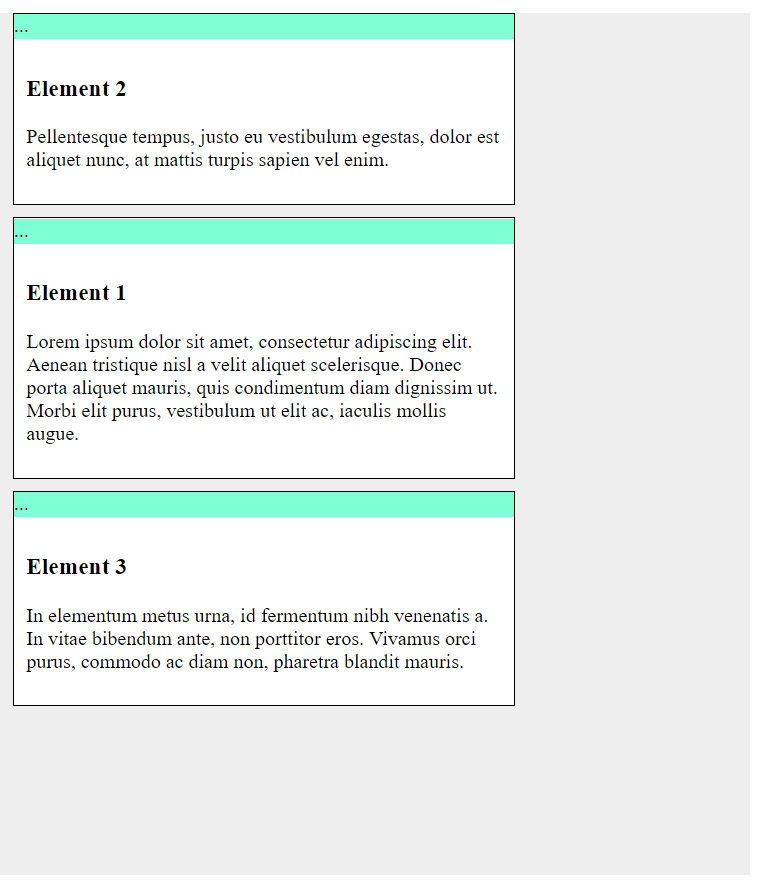 ...
Element 2
Pellentesque tempus, justo eu vestibulum egestas, dolor est
aliquet nunc, at mattis turpis sapien vel enim.
...
Element 1
Lorem ipsum dolor sit amet, consectetur adipiscing elit.
Aenean tristique nisl a velit aliquet scelerisque. Donec
porta aliquet mauris, quis condimentum diam dignissim ut.
Morbi elit purus, vestibulum ut elit ac, iaculis mollis
augue.
...
Element 3
In elementum metus urna, id fermentum nibh venenatis a.
In vitae bibendum ante, non porttitor eros. Vivamus orci
purus, commodo ac diam non, pharetra blandit mauris.